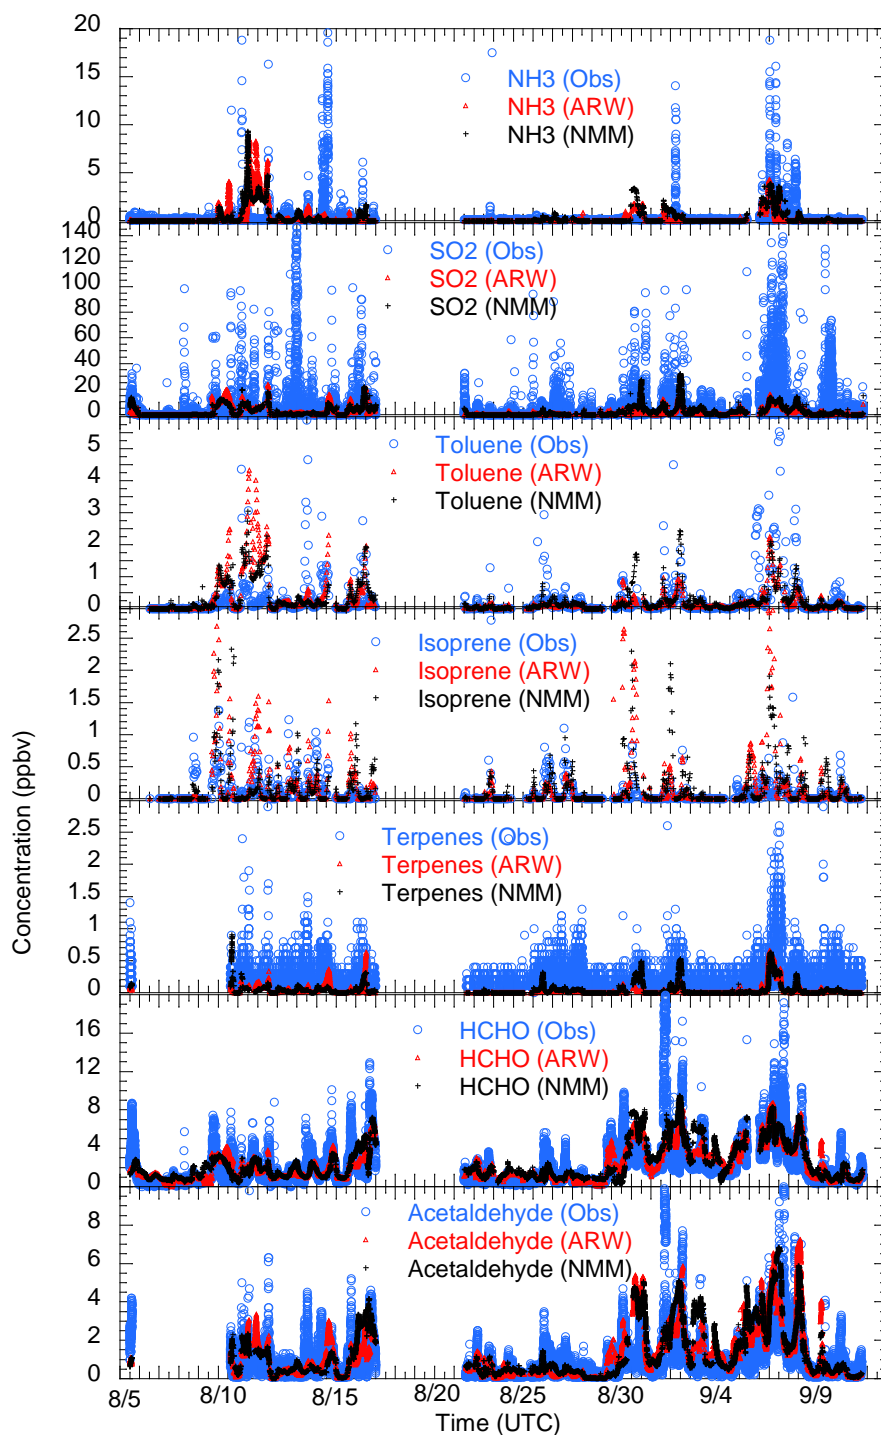 20
15
10
5
0
NH3 (Obs)
NH3 (ARW)
NH3 (NMM)
140
120
100
80
60
40
20
0
SO2 (Obs)
SO2 (ARW)
SO2 (NMM)
5
4
3
2
1
0
Toluene (Obs)
Toluene (ARW)
Toluene (NMM)
2.5
2
1.5
1
0.5
0
Isoprene (Obs)
Isoprene (ARW)
Isoprene (NMM)
Concentration (ppbv)
2.5
2
1.5
1
0.5
0
Terpenes (Obs)
Terpenes (ARW)
Terpenes (NMM)
16
12
8
4
0
HCHO (Obs)
HCHO (ARW)
HCHO (NMM)
8
6
4
2
0
Acetaldehyde (Obs)
Acetaldehyde (ARW)
Acetaldehyde (NMM)
8/5 8/10 8/15 8/20 8/25 8/30 9/4 9/9
Time (UTC)